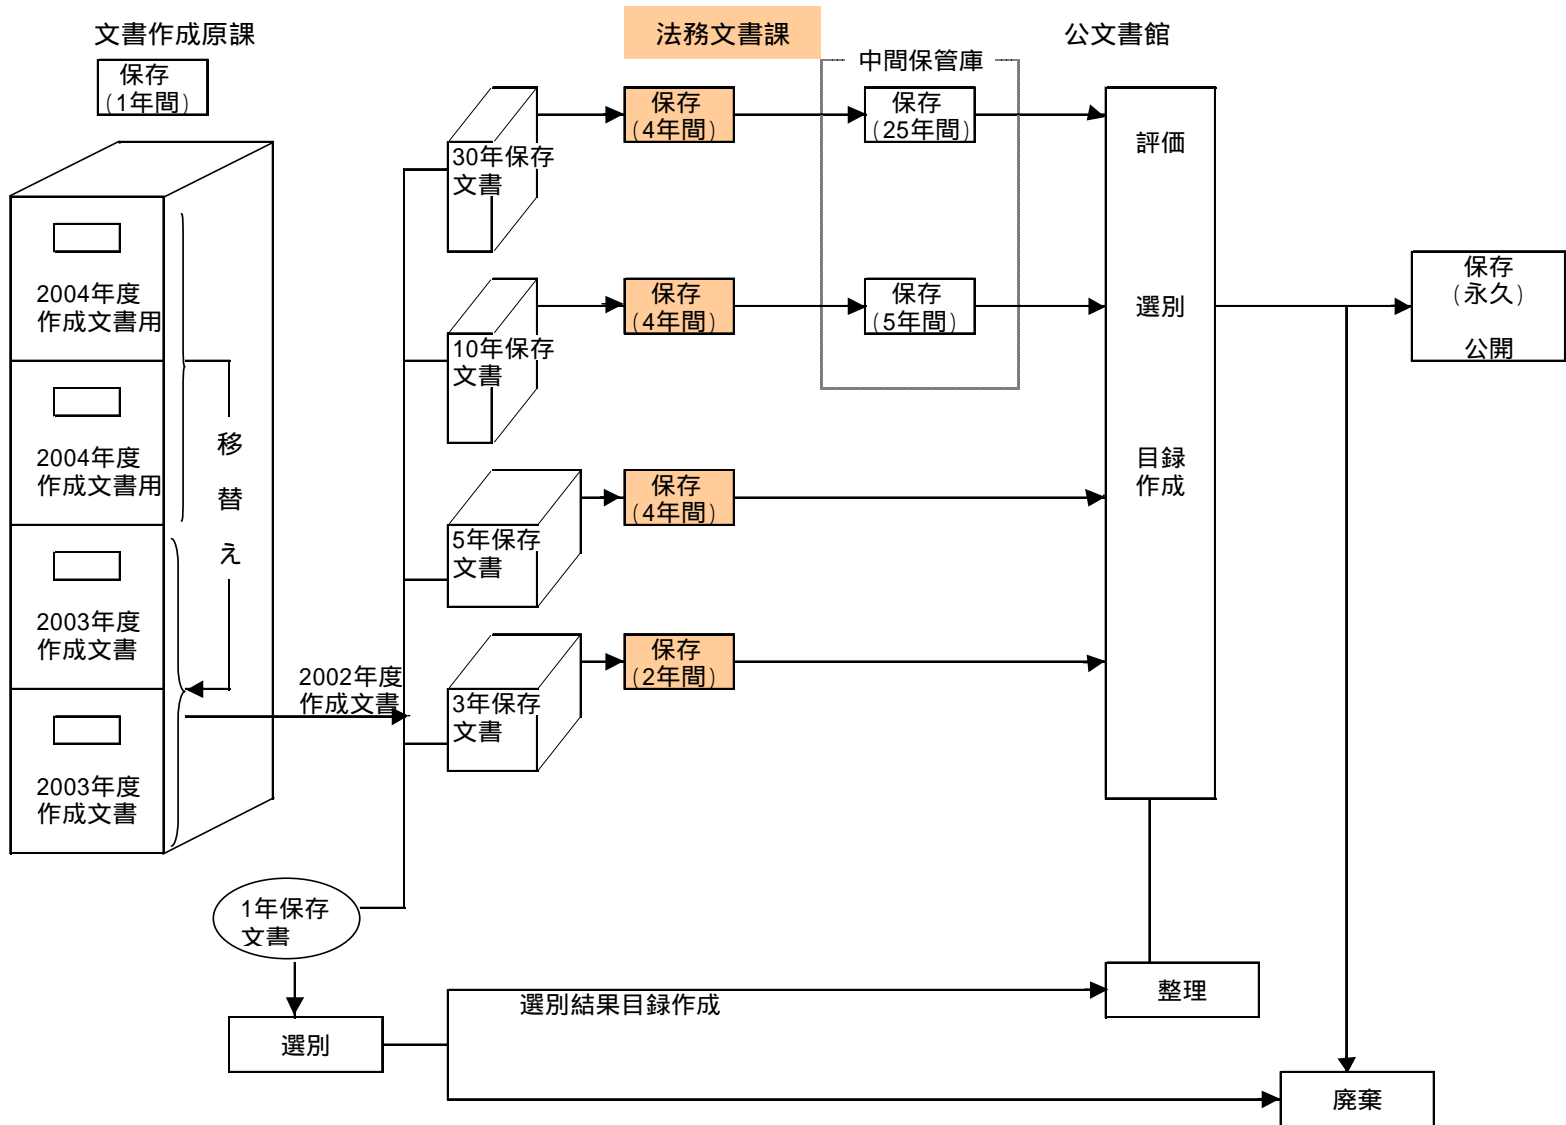 文書作成原課
法務文書課
公文書館
保存
(1年間)
中間保管庫
30年保存
文書
保存
(4年間)
保存
(25年間)
10年保存
文書
保存
(4年間)
保存
(5年間)
5年保存
文書
保存
(4年間)
3年保存
文書
保存
(2年間)
評価
選別
目録
作成
保存
(永久)
公開
2004年度
作成文書用
2004年度
作成文書用
2003年度
作成文書
2003年度
作成文書
移
替
え
2002年度
作成文書
1年保存
文書
選別
選別結果目録作成
整理
廃棄